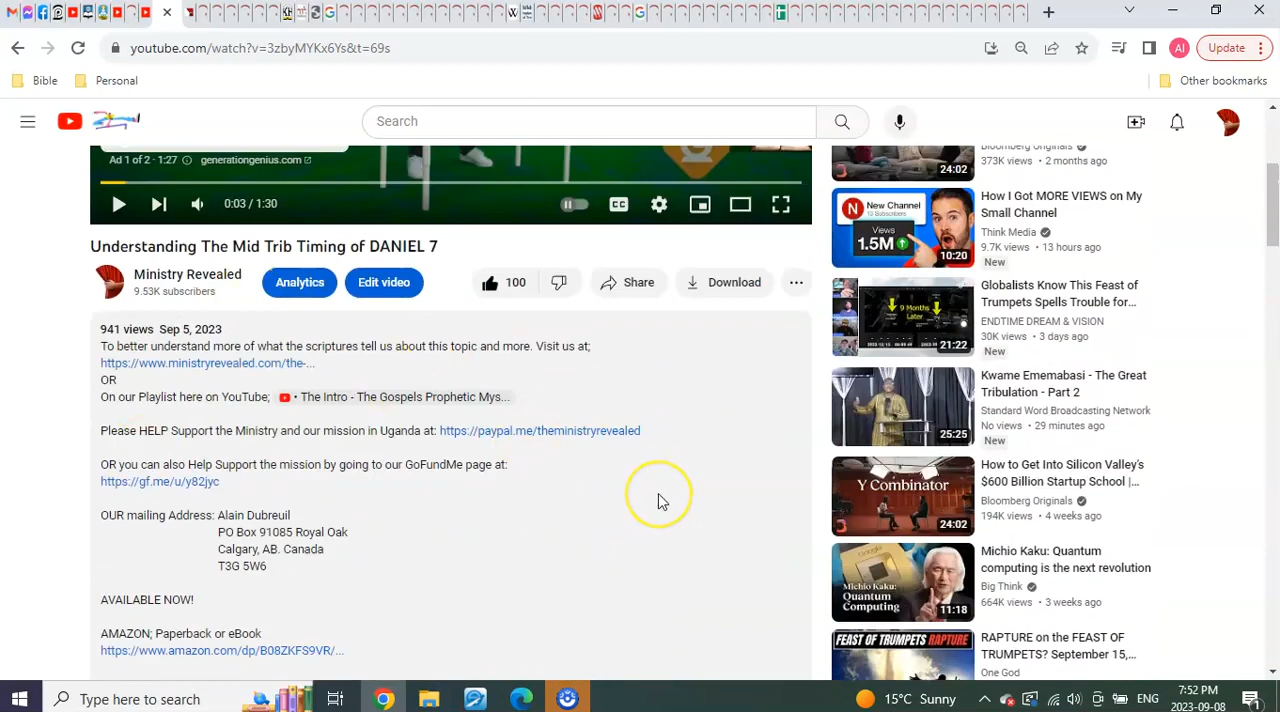 youtube.com/watch?v=3zbyMYKx6Ys&t=69s
AI
Update
Bible
Personal
Other bookmarks
Search
Ad 1 of 2 • 1:27
generationgenius.com
0:03 / 1:30
CC
Understanding The Mid Trib Timing of DANIEL 7
Ministry Revealed
9.53K subscribers
Analytics
Edit video
100
Share
Download
941 views Sep 5, 2023
To better understand more of what the scriptures tell us about this topic and more. Visit us at;
https://www.ministryrevealed.com/the-...
OR
On our Playlist here on YouTube; • The Intro - The Gospels Prophetic Mys...
Please HELP Support the Ministry and our mission in Uganda at: https://paypal.me/theministryrevealed
OR you can also Help Support the mission by going to our GoFundMe page at:
https://gf.me/u/y82jyc
OUR mailing Address: Alain Dubreuil
PO Box 91085 Royal Oak
Calgary, AB. Canada
T3G 5W6
AVAILABLE NOW!
AMAZON; Paperback or eBook
https://www.amazon.com/dp/B08ZKFS9VR/...
Bloomberg Originals
373K views • 2 months ago
24:02
New Channel
10 Subscribers
Views
1.5M
10:20
How I Got MORE VIEWS on My
Small Channel
Think Media
9.7K views • 13 hours ago
New
9 Months
Later
21:22
Globalists Know This Feast of
Trumpets Spells Trouble for...
ENDTIME DREAM & VISION
30K views • 3 days ago
New
25:25
Kwame Ememabasi - The Great
Tribulation - Part 2
Standard Word Broadcasting Network
No views • 29 minutes ago
New
Y Combinator
24:02
How to Get Into Silicon Valley's
$600 Billion Startup School |...
Bloomberg Originals
194K views • 4 weeks ago
Google
MICHIO KAKU:
QUANTUM
COMPUTING
11:18
Michio Kaku: Quantum
computing is the next revolution
Big Think
664K views • 3 weeks ago
FEAST OF TRUMPETS RAPTURE
RAPTURE on the FEAST OF
TRUMPETS? September 15,...
One God
Type here to search
15°C Sunny
ENG
7:52 PM
2023-09-08
1